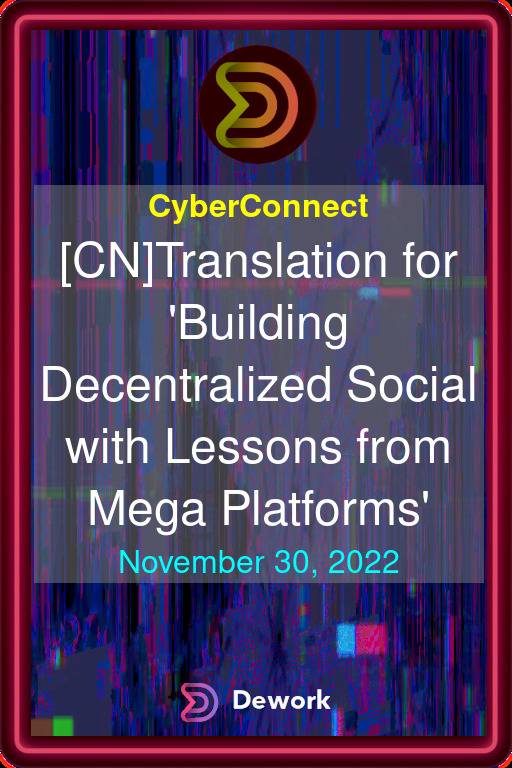 CyberConnect
[CN]Translation for
'Building
Decentralized Social
with Lessons from
Mega Platforms'
November 30, 2022
Dework